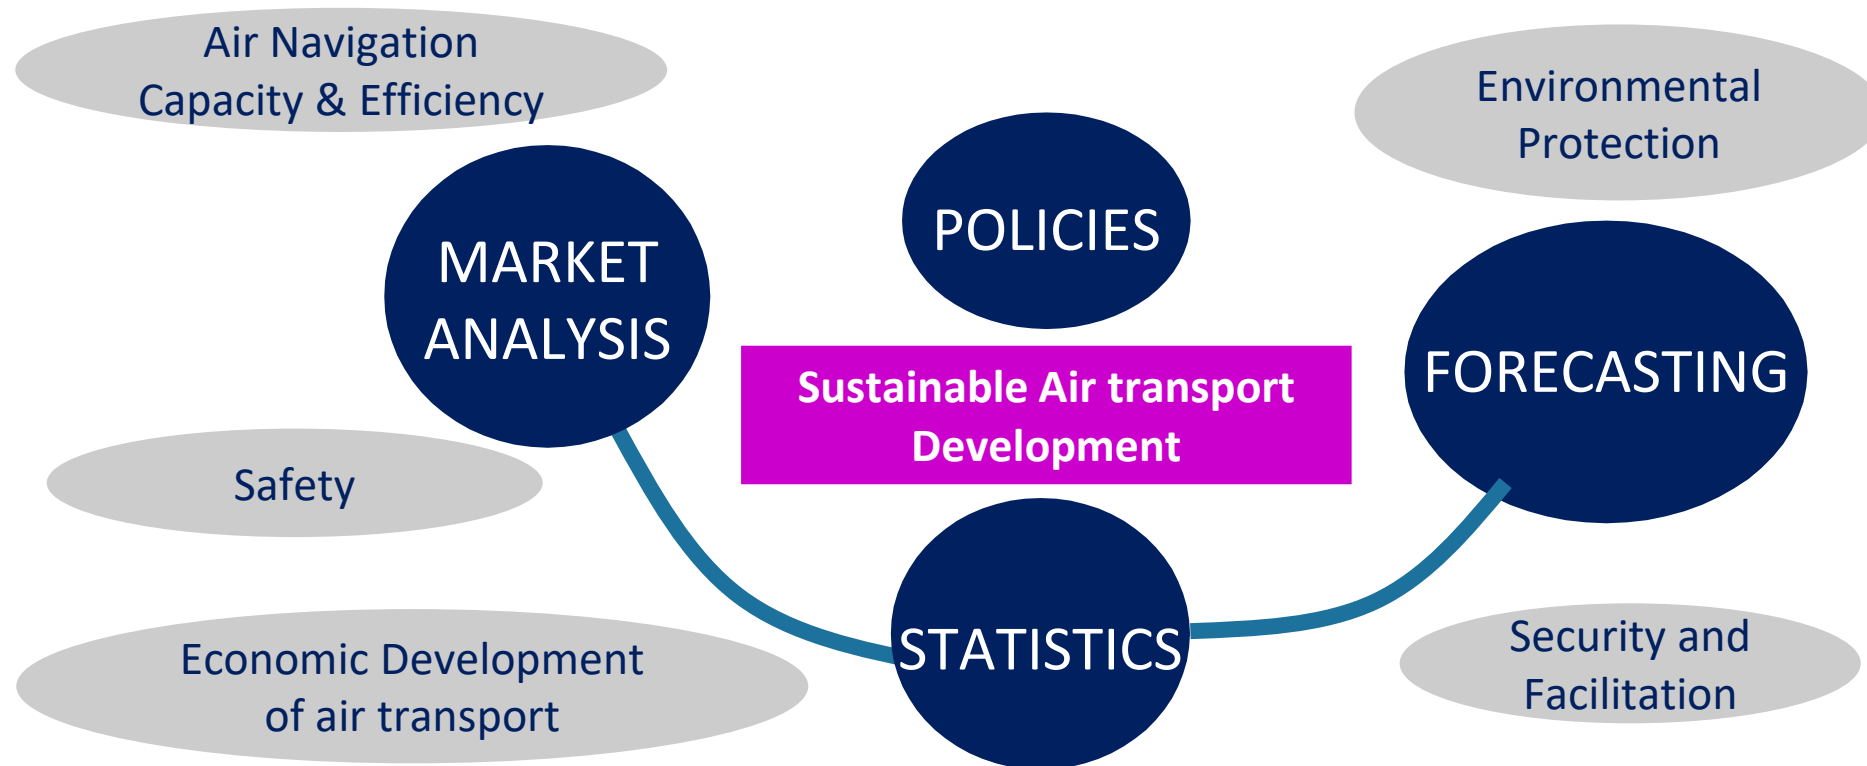 Air Navigation
Capacity & Efficiency
Environmental
Protection
POLICIES
MARKET
ANALYSIS
FORECASTING
Sustainable Air transport
Development
Safety
STATISTICS
Economic Development
of air transport
Security and
Facilitation